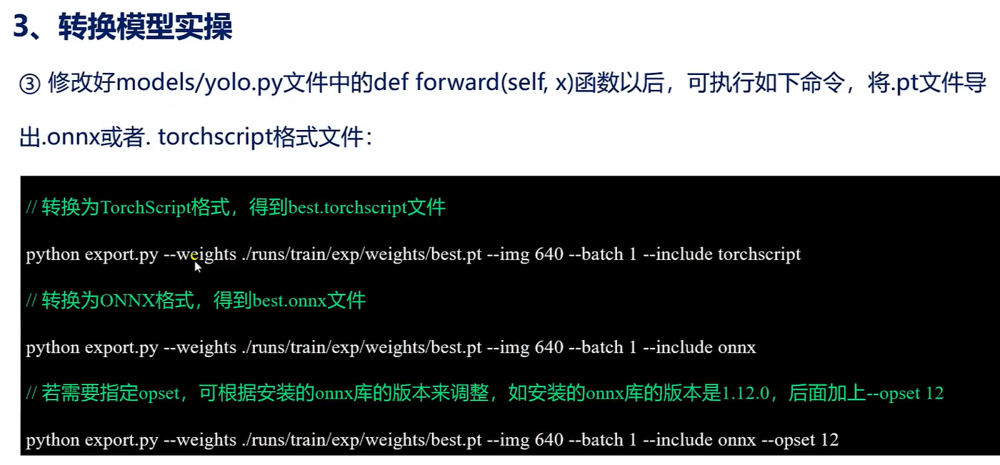 3、转换模型实操
③ 修改好models/yolo.py文件中的def forward(self, x)函数以后，可执行如下命令，将.pt文件导
出.onnx或者. torchscript格式文件：
// 转换为TorchScript格式，得到best.torchscript文件
python export.py --weights ./runs/train/exp/weights/best.pt --img 640 --batch 1 --include torchscript
// 转换为ONNX格式，得到best.onnx文件
python export.py --weights ./runs/train/exp/weights/best.pt --img 640 --batch 1 --include onnx
// 若需要指定opset，可根据安装的onnx库的版本来调整，如安装的onnx库的版本是1.12.0，后面加上--opset 12
python export.py --weights ./runs/train/exp/weights/best.pt --img 640 --batch 1 --include onnx --opset 12